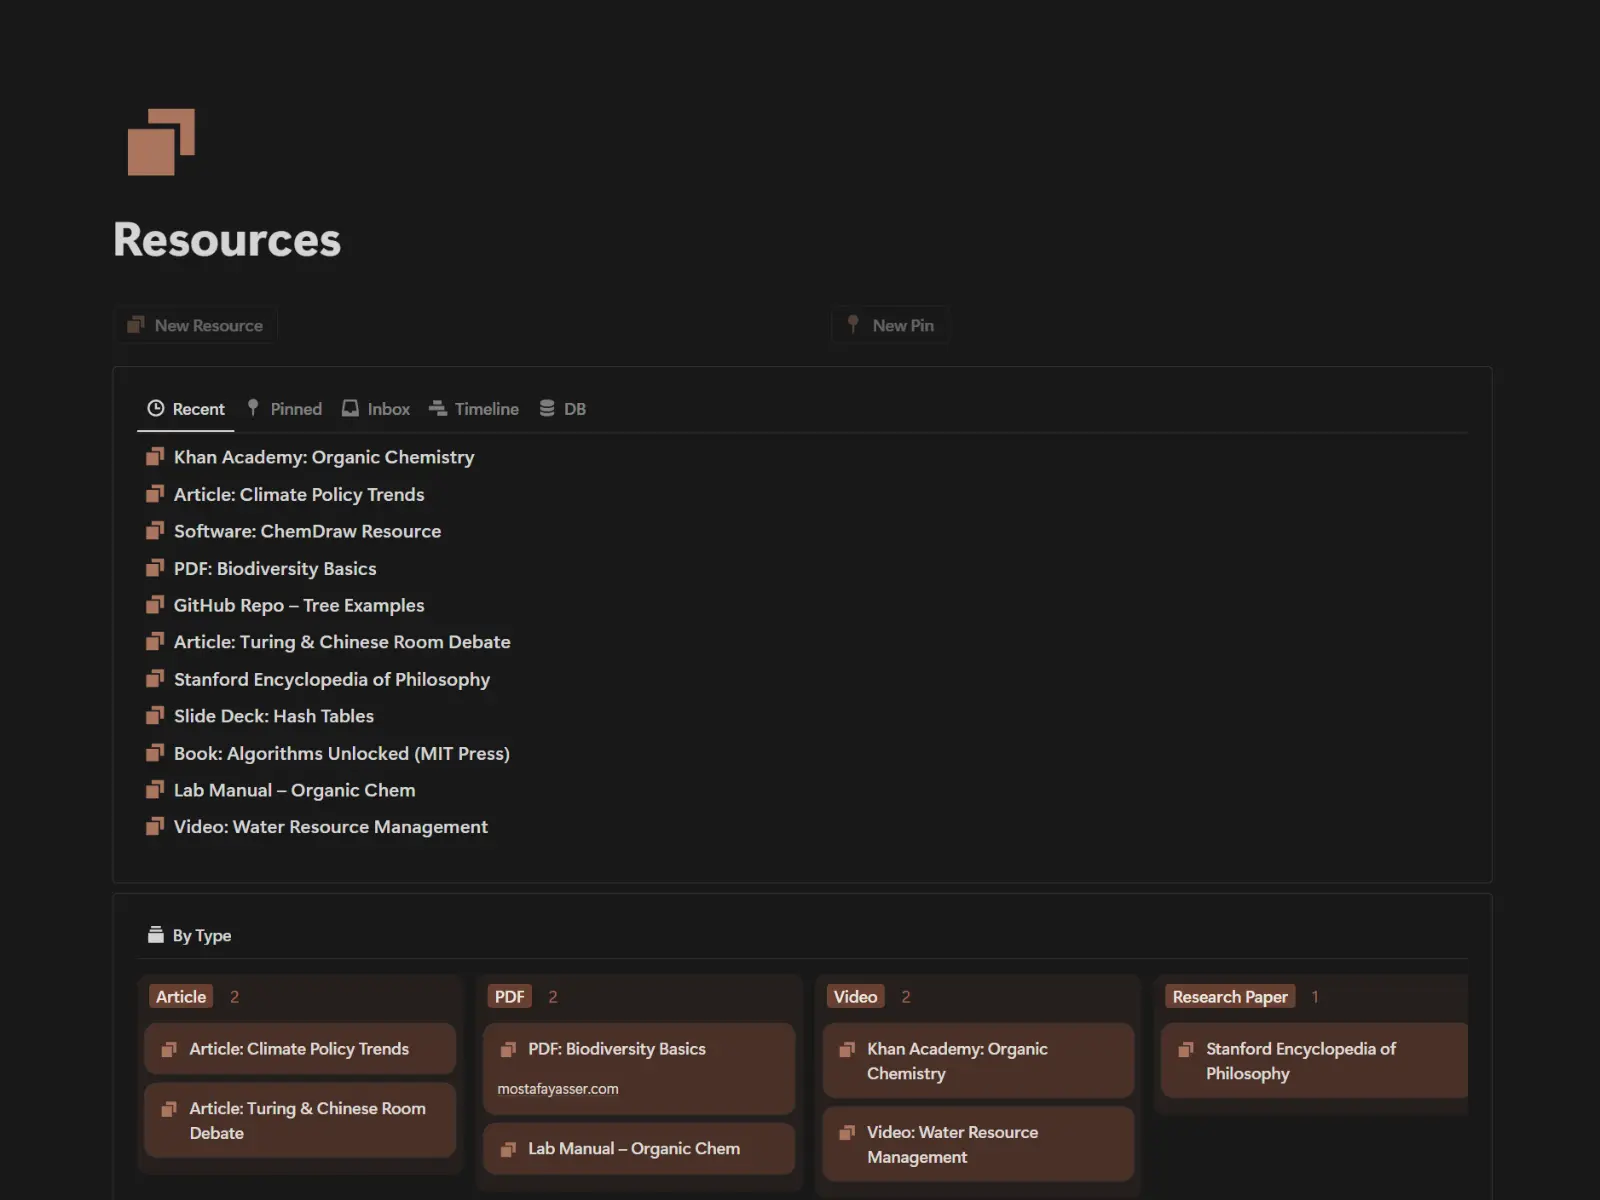 Resources
New Resource
New Pin
Recent Pinned Inbox Timeline DB
Khan Academy: Organic Chemistry
Article: Climate Policy Trends
Software: ChemDraw Resource
PDF: Biodiversity Basics
GitHub Repo – Tree Examples
Article: Turing & Chinese Room Debate
Stanford Encyclopedia of Philosophy
Slide Deck: Hash Tables
Book: Algorithms Unlocked (MIT Press)
Lab Manual – Organic Chem
Video: Water Resource Management
By Type
Article 2
Article: Climate Policy Trends
Article: Turing & Chinese Room
Debate
PDF 2
PDF: Biodiversity Basics
mostafayasser.com
Lab Manual – Organic Chem
Video 2
Khan Academy: Organic
Chemistry
Video: Water Resource
Management
Research Paper 1
Stanford Encyclopedia of
Philosophy